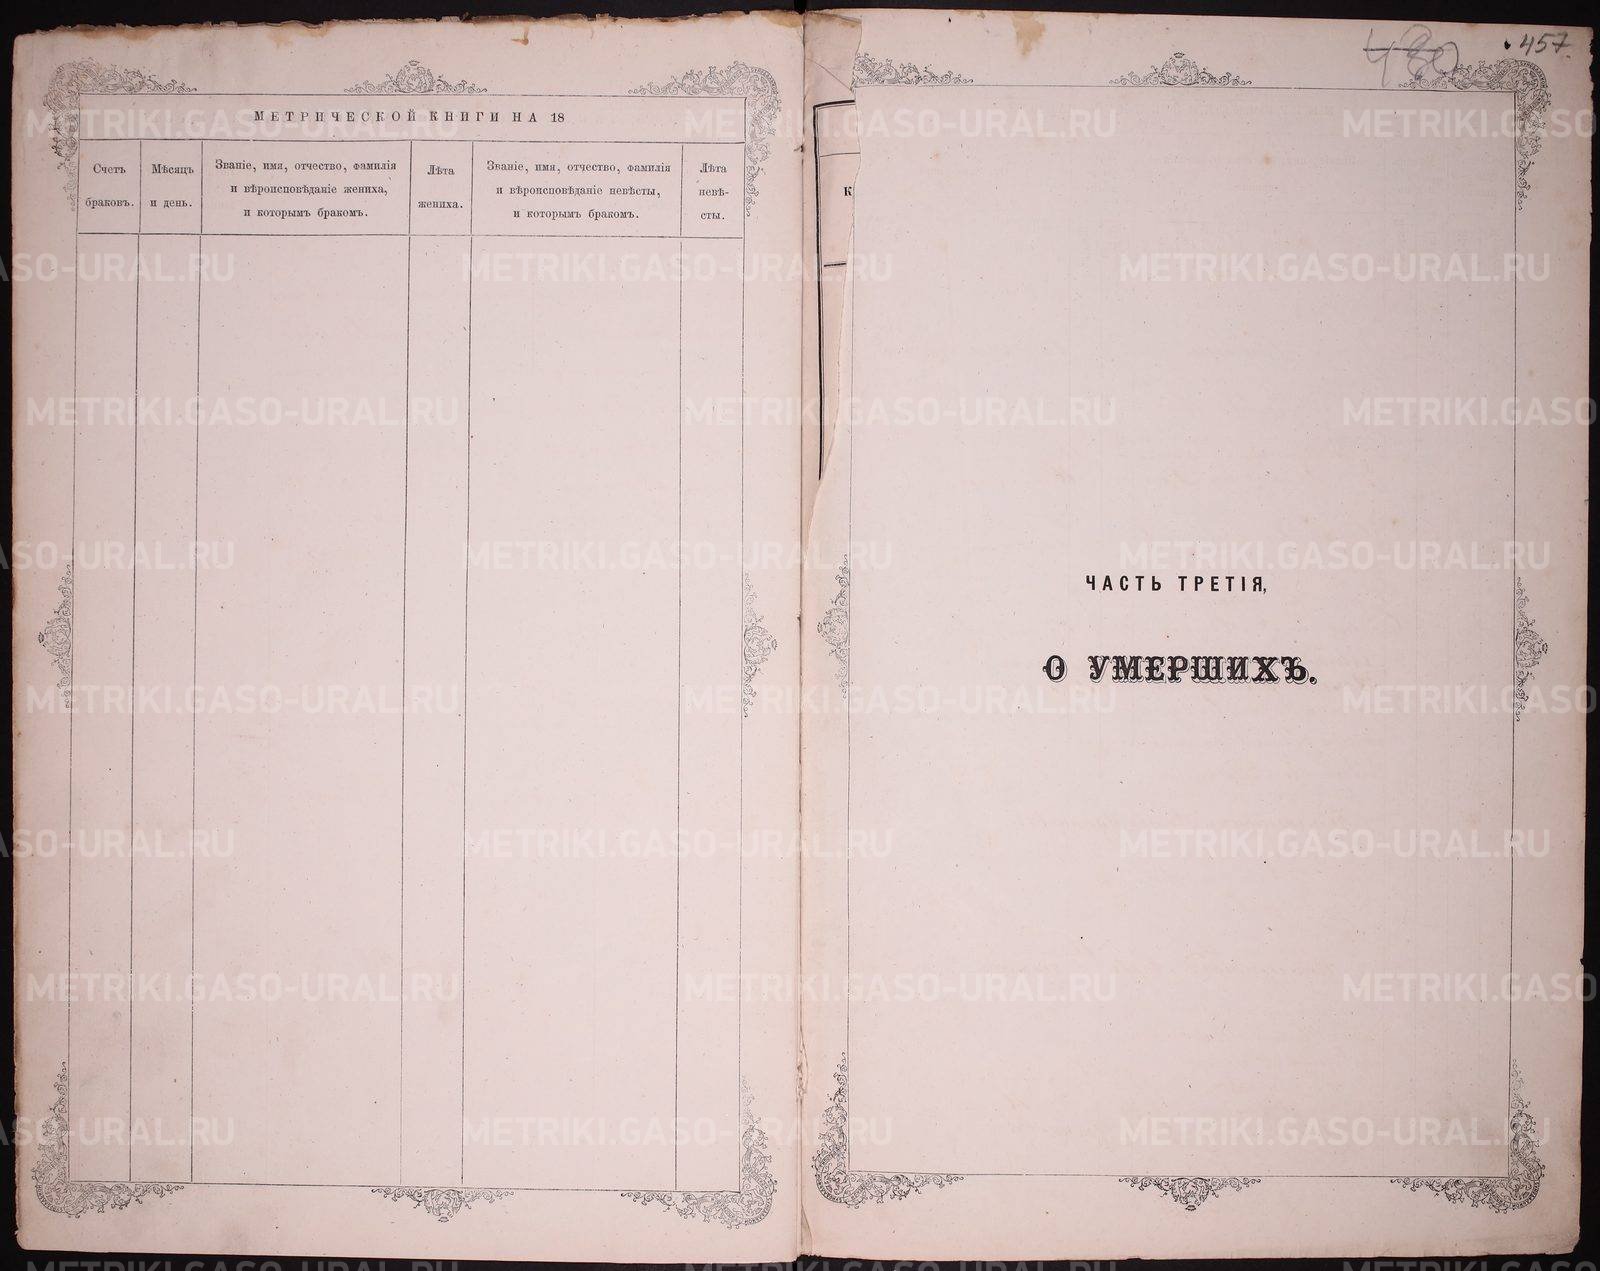 МЕТРИЧЕСКОЙ КНИГИ НА 18
Счетъ
браковъ.
Мѣсяцъ
и день.
Званіе, имя, отчество, фамилія
и вѣроисповѣданіе жениха,
и которымъ бракомъ.
Лѣта
жениха.
Званіе, имя, отчество, фамилія
и вѣроисповѣданіе невѣсты,
и которымъ бракомъ.
Лѣта
невѣ-
сты.
457
К
ЧАСТЬ ТРЕТІЯ,
О УМЕРШИХЪ.
METRIKI.GASO-URAL.RU